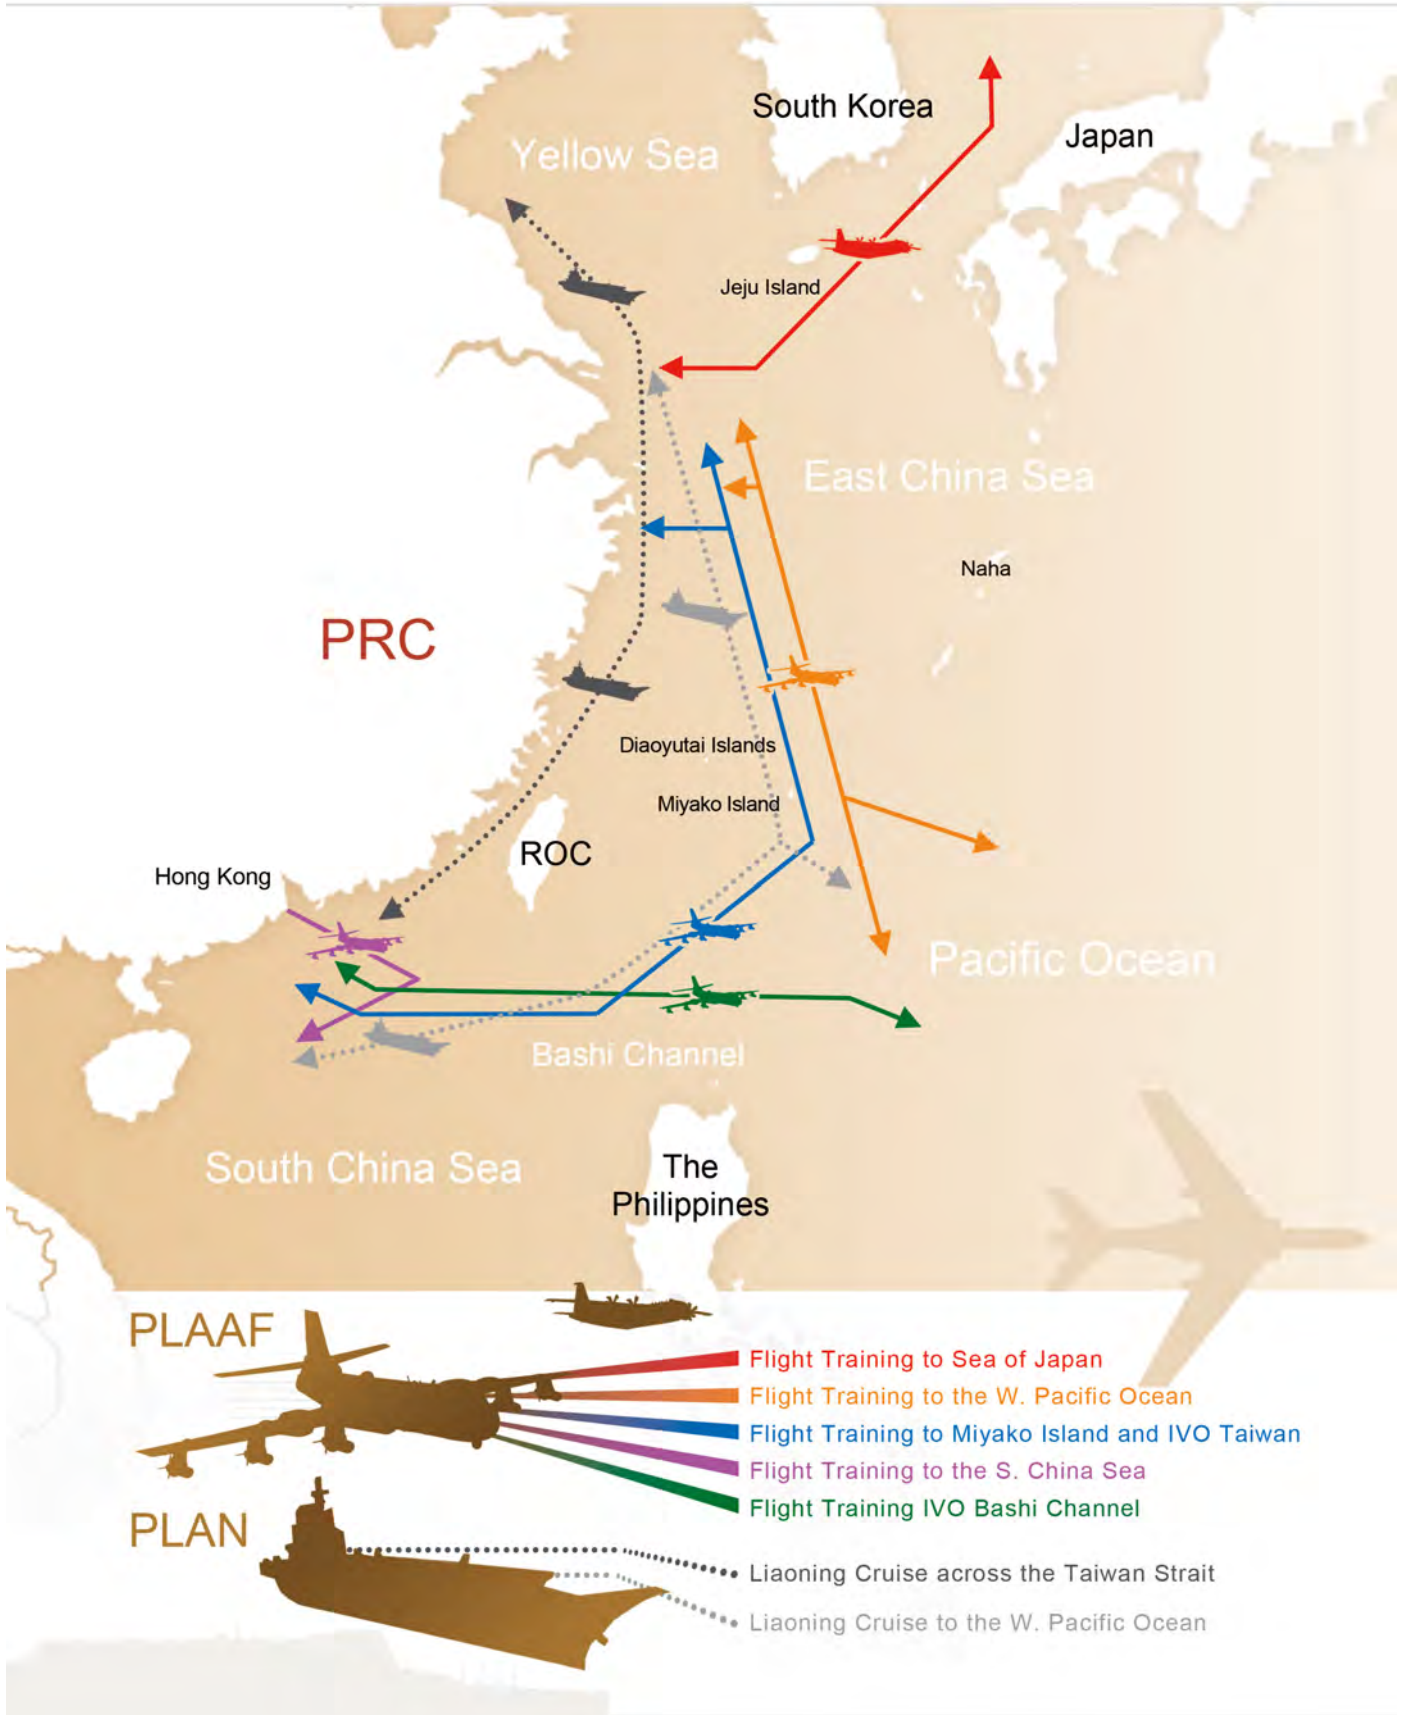 South Korea
Japan
Yellow Sea
Jeju Island
East China Sea
Naha
PRC
Diaoyutai Islands
Miyako Island
ROC
Hong Kong
Pacific Ocean
Bashi Channel
South China Sea
The
Philippines
PLAAF
Flight Training to Sea of Japan
Flight Training to the W. Pacific Ocean
Flight Training to Miyako Island and IVO Taiwan
Flight Training to the S. China Sea
Flight Training IVO Bashi Channel
PLAN
Liaoning Cruise across the Taiwan Strait
Liaoning Cruise to the W. Pacific Ocean